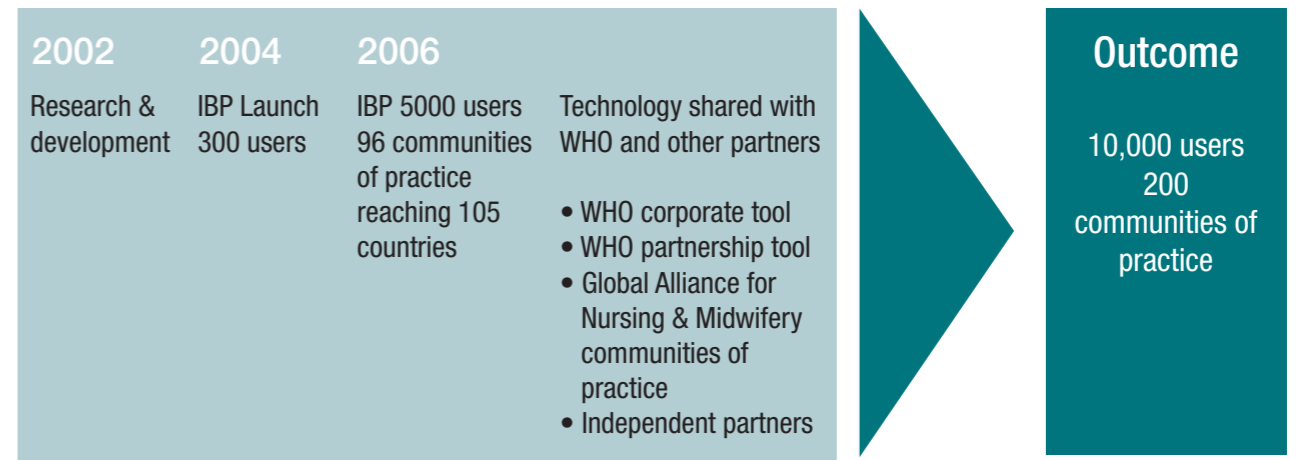 2002
Research &
development
2004
IBP Launch
300 users
2006
IBP 5000 users
96 communities
of practice
reaching 105
countries
Technology shared with
WHO and other partners
• WHO corporate tool
• WHO partnership tool
• Global Alliance for
Nursing & Midwifery
communities of
practice
• Independent partners
Outcome
10,000 users
200
communities of
practice